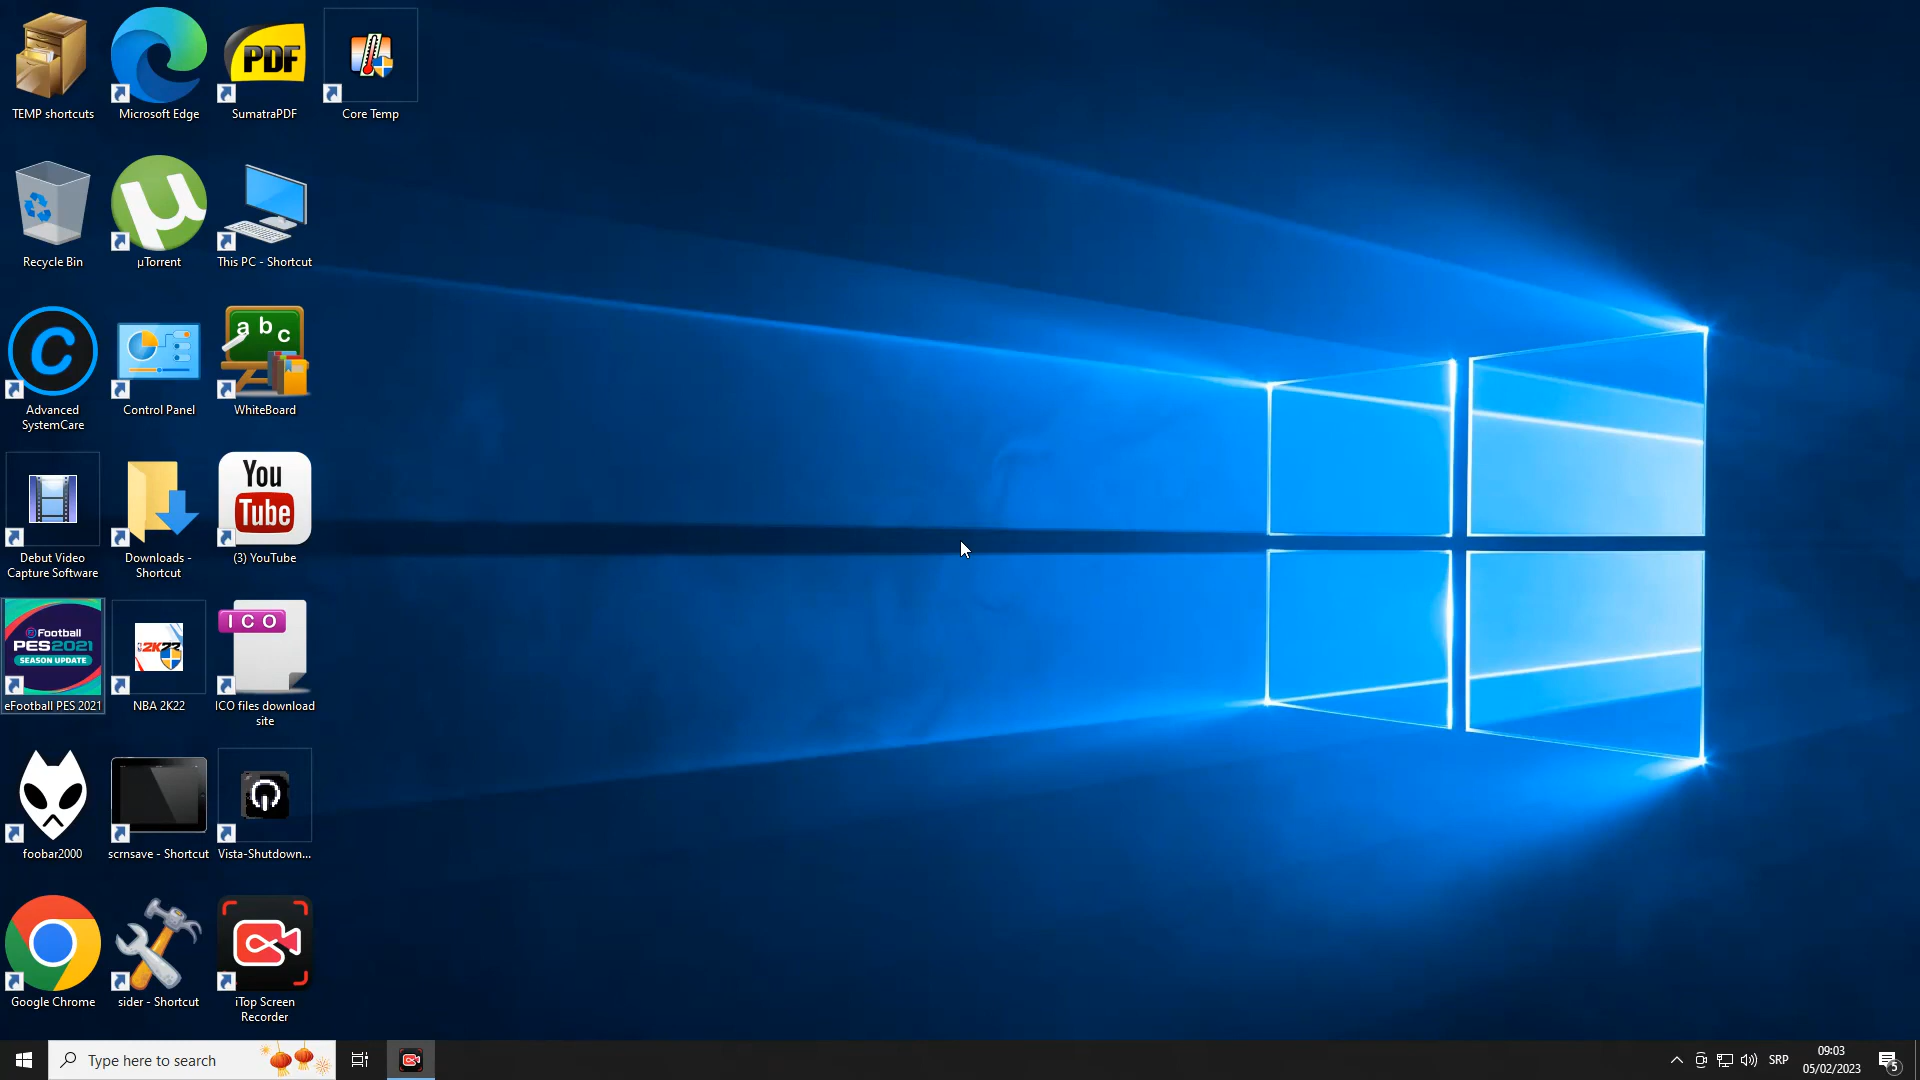 TEMP shortcuts
Microsoft Edge
PDF
SumatraPDF
Core Temp
Recycle Bin
µ
µTorrent
This PC - Shortcut
C
Advanced
SystemCare
Control Panel
a b c
WhiteBoard
Debut Video
Capture Software
Downloads -
Shortcut
You
Tube
(3) YouTube
eFootball
PES2021
SEASON UPDATE
eFootball PES 2021
2K22
NBA 2K22
ICO
ICO files download
site
foobar2000
scrnsave - Shortcut
Vista-Shutdown...
Google Chrome
sider - Shortcut
iTop Screen
Recorder
Type here to search
SRP
09:03
05/02/2023
5